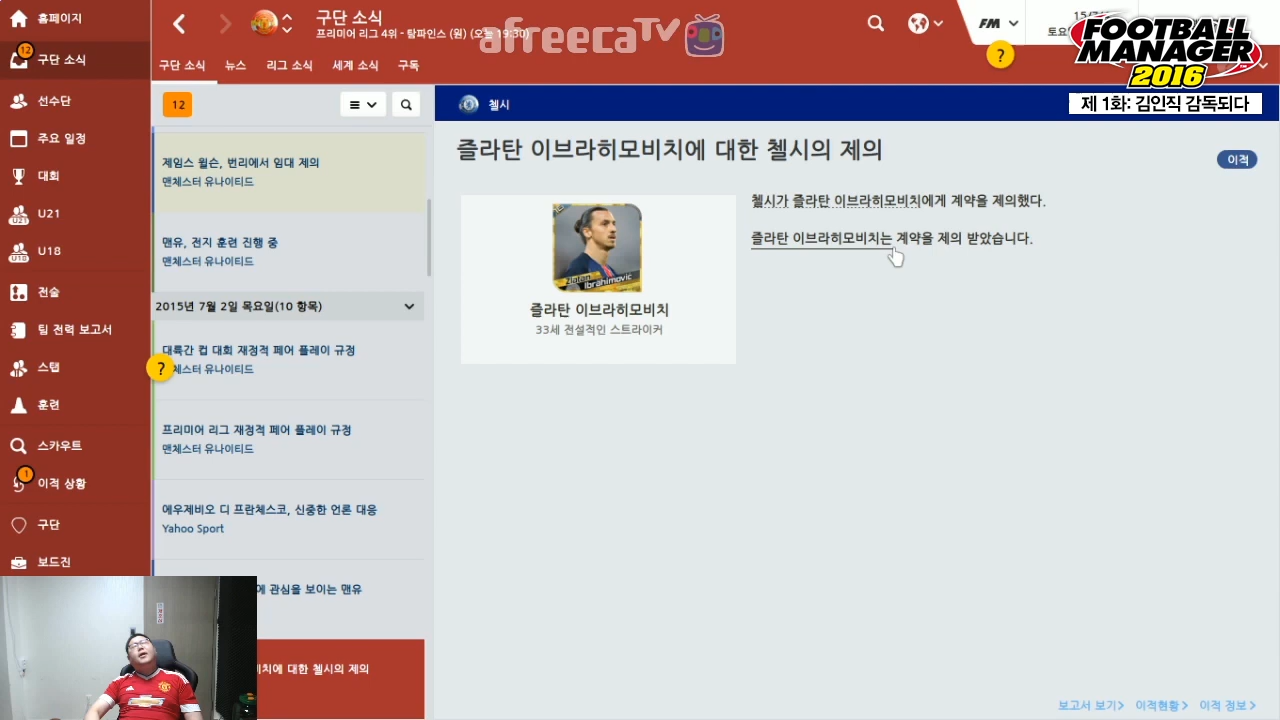 홈페이지
12
구단 소식
선수단
주요 일정
대회
U21
U18
전술
팀 전력 보고서
스탭
훈련
스카우트
1
이적 상황
구단
보드진
구단 소식
프리미어 리그 4위 - 탐파인스 (원) (오늘 19:30)
afreecaTV
FM
?
FOOTBALL
MANAGER
2016
제 1화: 김인직 감독되다
구단 소식
뉴스
리그 소식
세계 소식
구독
12
제임스 윌슨, 번리에서 임대 제의
맨체스터 유나이티드
맨유, 전지 훈련 진행 중
맨체스터 유나이티드
2015년 7월 2일 목요일(10 항목)
대륙간 컵 대회 재정적 페어 플레이 규정
?
체스터 유나이티드
프리미어 리그 재정적 페어 플레이 규정
맨체스터 유나이티드
에우제비오 디 프란체스코, 신중한 언론 대응
Yahoo Sport
에 관심을 보이는 맨유
비치에 대한 첼시의 제의
첼시
즐라탄 이브라히모비치에 대한 첼시의 제의
이적
Zlatan
Ibrahimovic
즐라탄 이브라히모비치
33세 전설적인 스트라이커
첼시가 즐라탄 이브라히모비치에게 계약을 제의했다.
즐라탄 이브라히모비치는 계약을 제의 받았습니다.
보고서 보기
이적현황
이적 정보